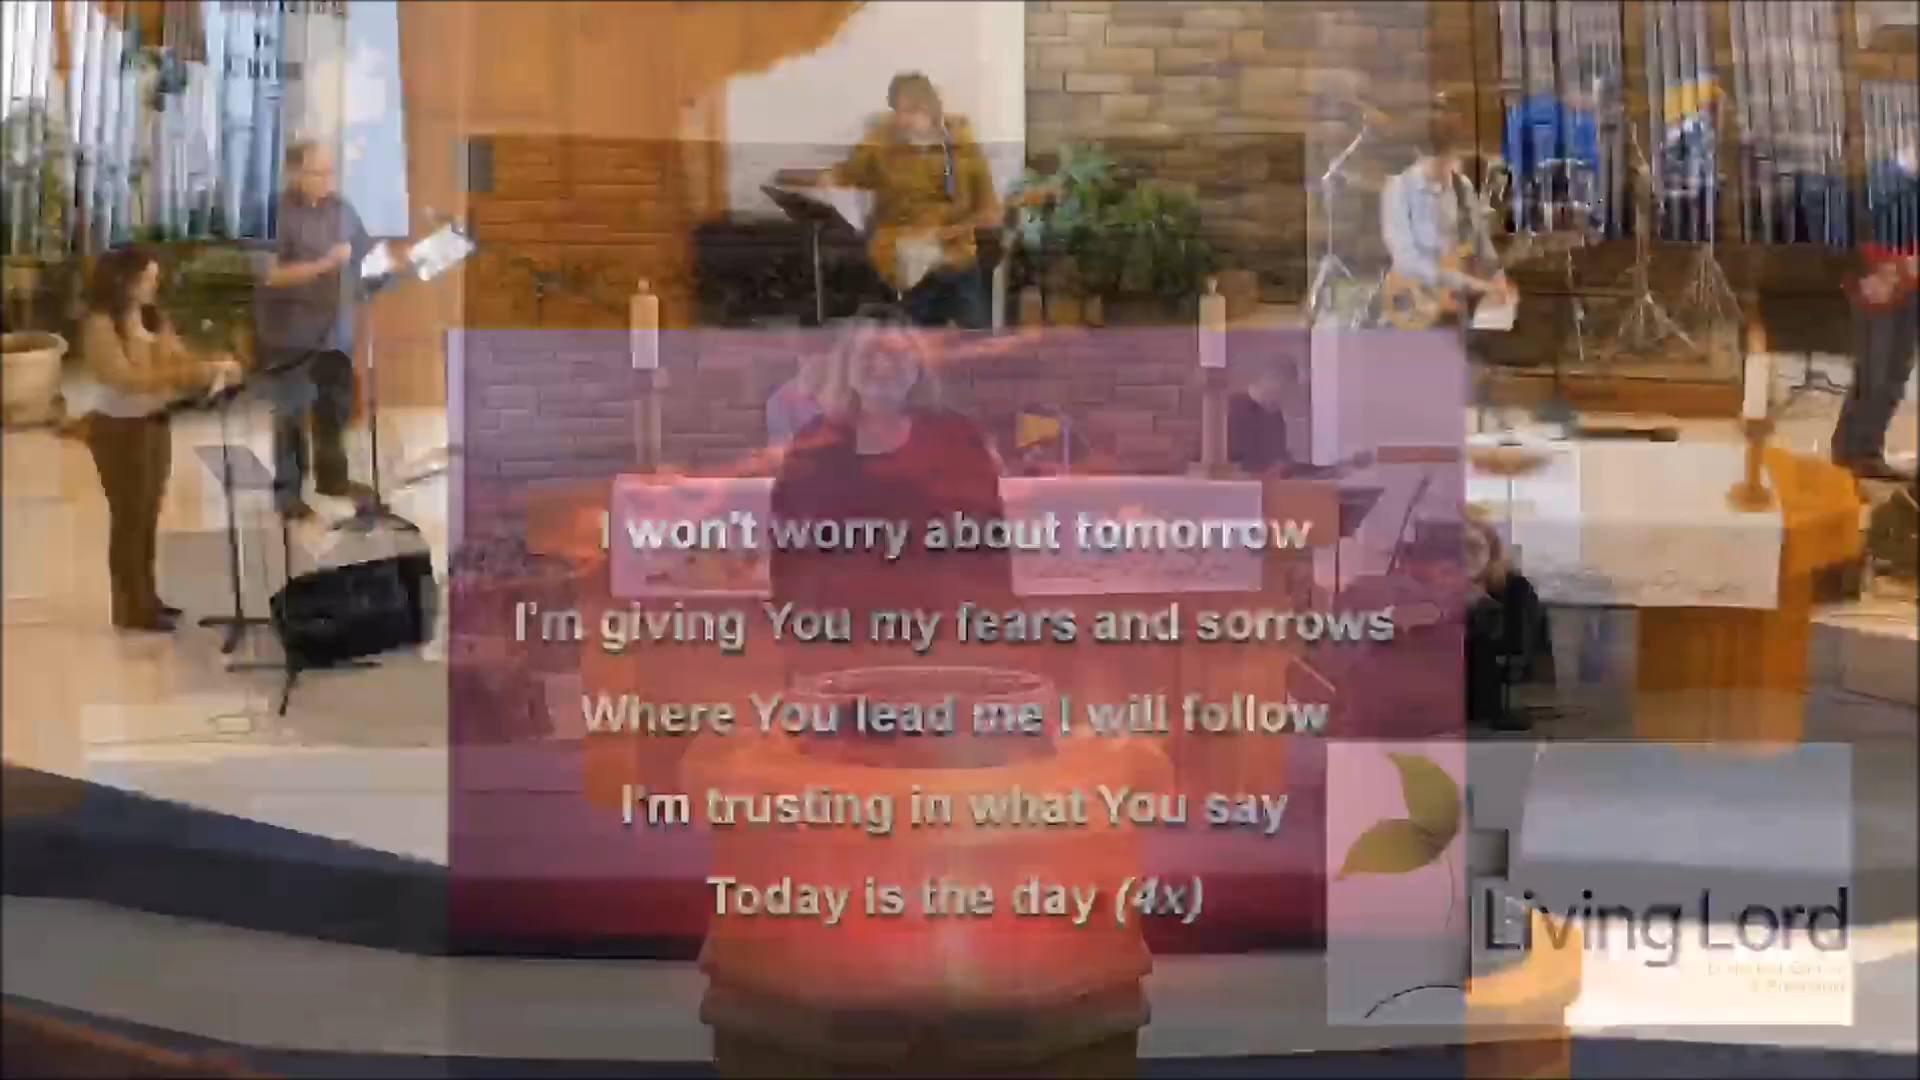 I won't worry about tomorrow
I'm giving You my fears and sorrows
Where You lead me I will follow
I'm trusting in what You say
Today is the day (4x)
Living Lord